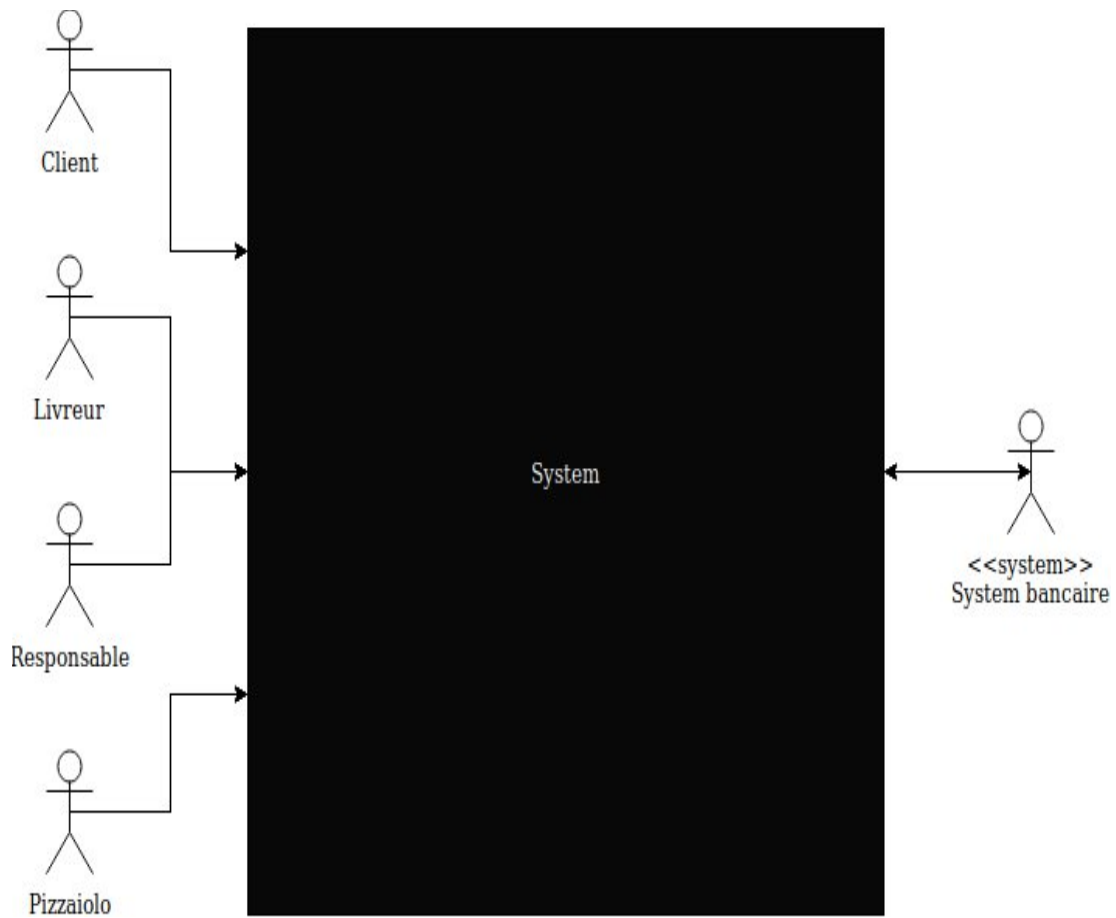 Client
Livreur
System
<<system>>
System bancaire
Responsable
Pizzaiolo